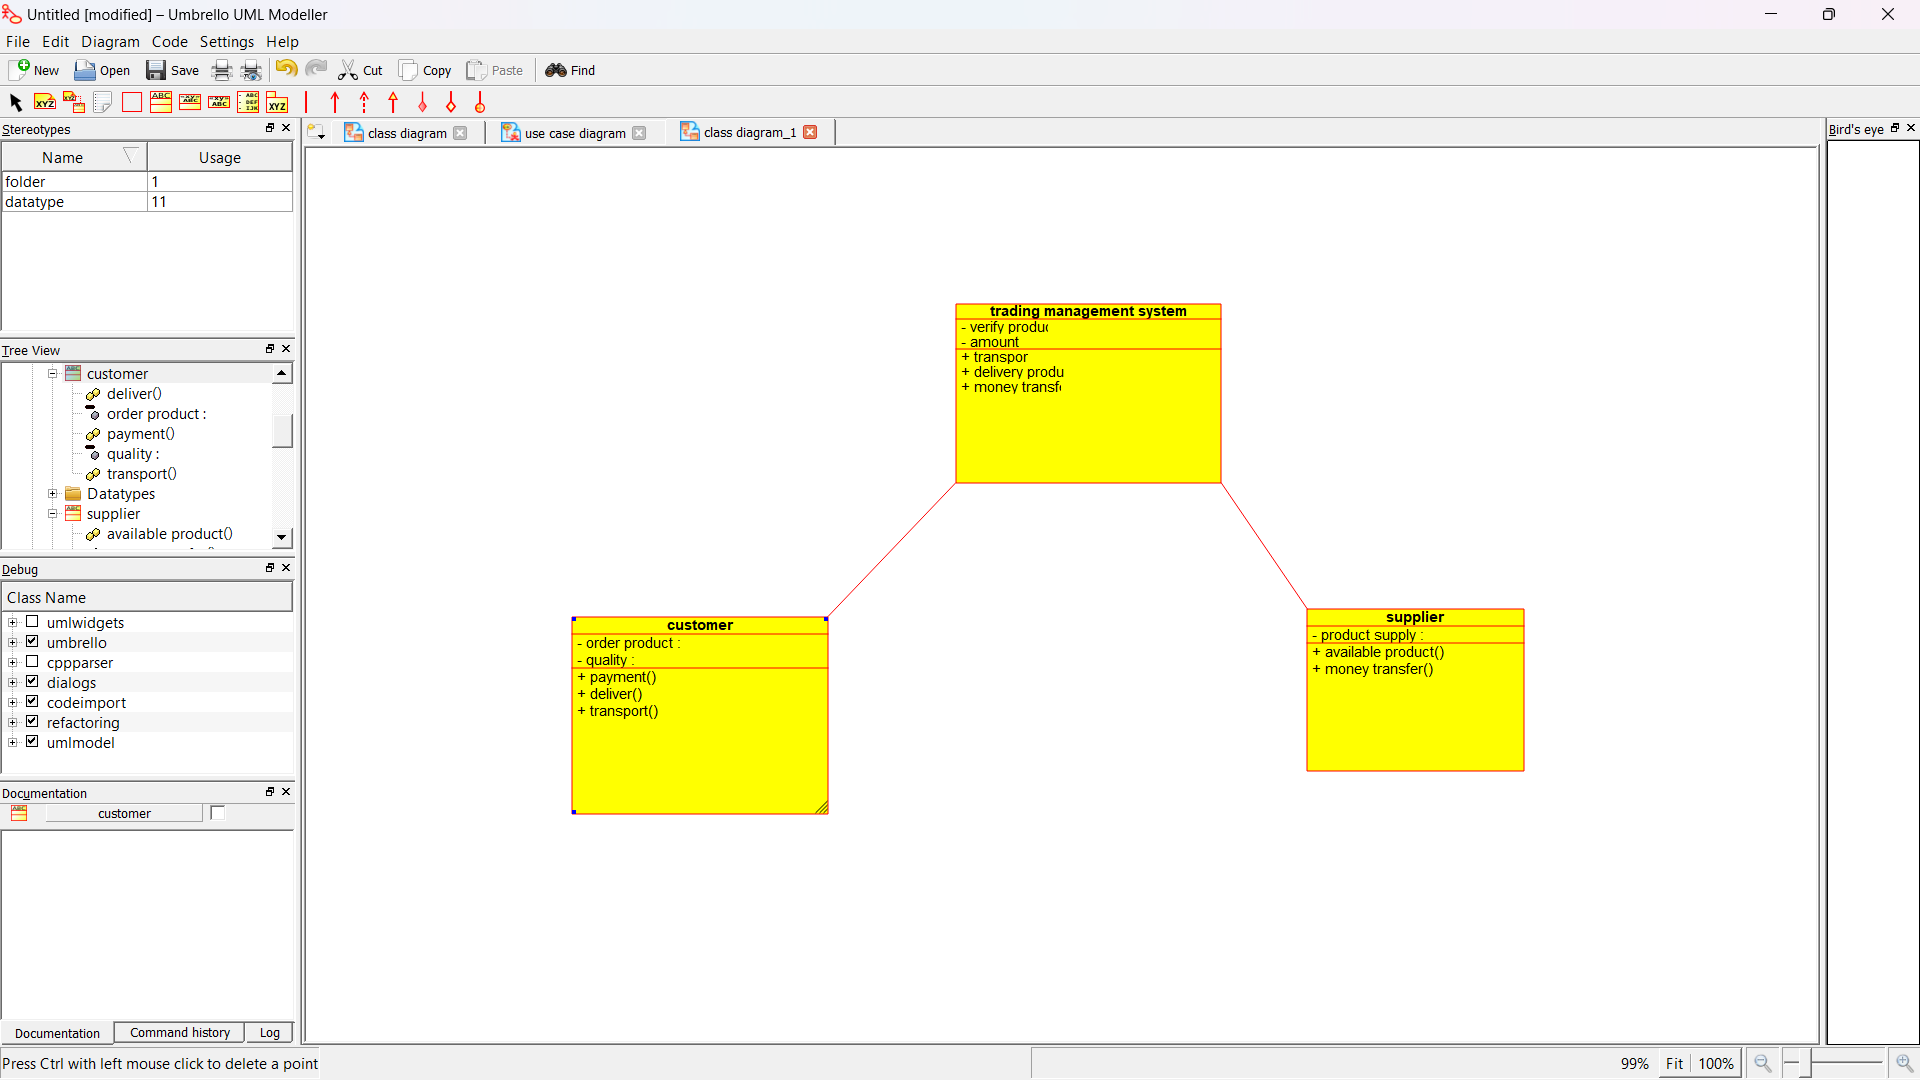 Untitled [modified] – Umbrello UML Modeller
File Edit Diagram Code Settings Help
New Open Save Cut Copy Paste Find
Stereotypes
Name Usage
folder 1
datatype 11
Tree View
customer
deliver()
order product :
payment()
quality :
transport()
Datatypes
supplier
available product()
Debug
Class Name
umlwidgets
umbrello
cppparser
dialogs
codeimport
refactoring
umlmodel
Documentation
customer
Documentation Command history Log
Press Ctrl with left mouse click to delete a point
class diagram use case diagram class diagram_1
trading management system
- verify produc
- amount
+ transpor
+ delivery produ
+ money transf
customer
- order product :
- quality :
+ payment()
+ deliver()
+ transport()
supplier
- product supply :
+ available product()
+ money transfer()
Bird's eye
99% Fit 100%